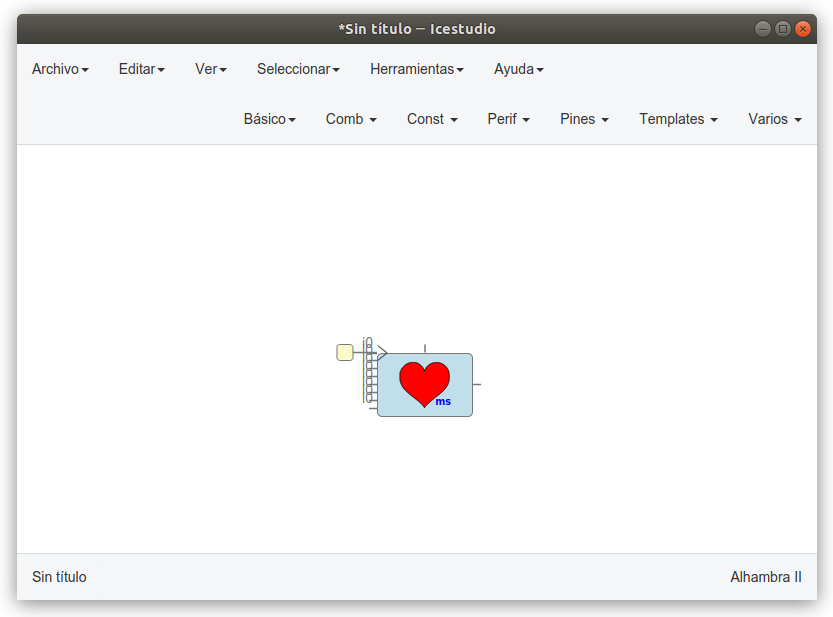 *Sin título — Icestudio
Archivo Editar Ver Seleccionar Herramientas Ayuda
Básico Comb Const Perif Pines Templates Varios
i0
ms
Sin título Alhambra II